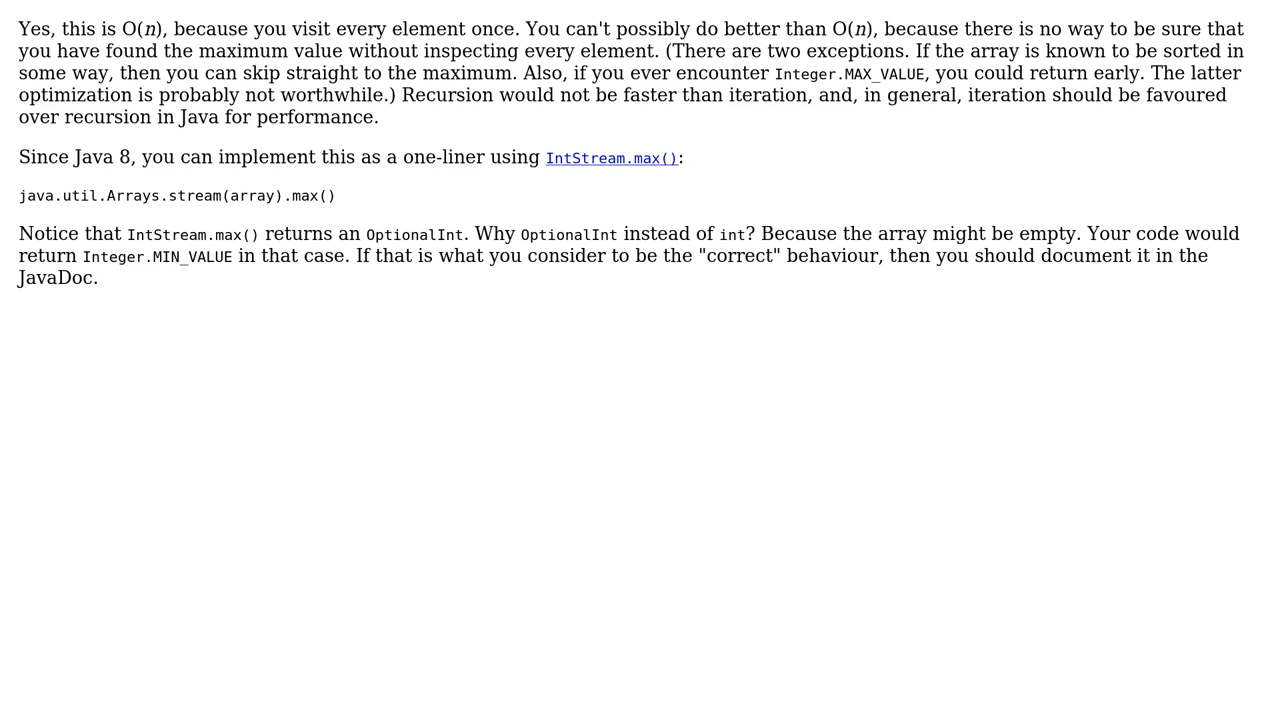 Yes, this is O(n), because you visit every element once. You can't possibly do better than O(n), because there is no way to be sure that
you have found the maximum value without inspecting every element. (There are two exceptions. If the array is known to be sorted in
some way, then you can skip straight to the maximum. Also, if you ever encounter Integer.MAX_VALUE, you could return early. The latter
optimization is probably not worthwhile.) Recursion would not be faster than iteration, and, in general, iteration should be favoured
over recursion in Java for performance.
Since Java 8, you can implement this as a one-liner using IntStream.max():
java.util.Arrays.stream(array).max()
Notice that IntStream.max() returns an OptionalInt. Why OptionalInt instead of int? Because the array might be empty. Your code would
return Integer.MIN_VALUE in that case. If that is what you consider to be the "correct" behaviour, then you should document it in the
JavaDoc.